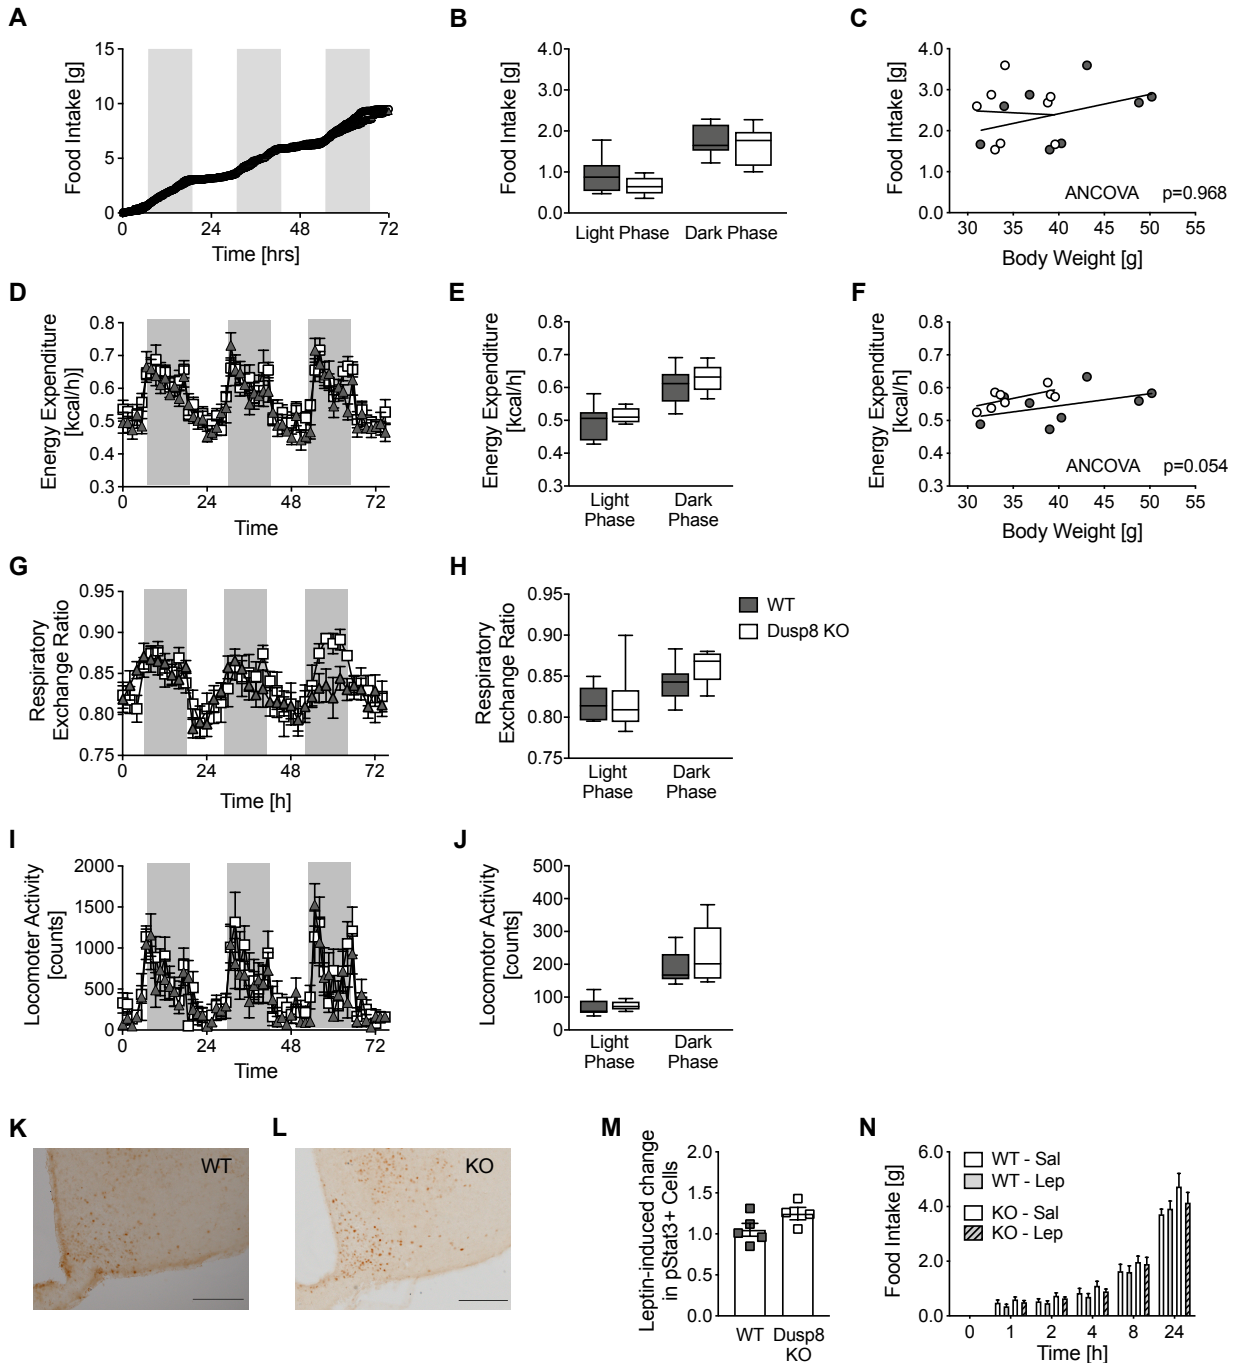 A
Food Intake [g]
15
10
5
0
0 24 48 72
Time [hrs]
B
Food Intake [g]
4.0
3.0
2.0
1.0
0.0
Light Phase Dark Phase
C
Food Intake [g]
4.0
3.0
2.0
1.0
0.0
ANCOVA p=0.968
30 35 40 45 50 55
Body Weight [g]
D
Energy Expenditure
[kcal/h)]
0.8
0.7
0.6
0.5
0.4
0.3
0 24 48 72
Time
E
Energy Expenditure
[kcal/h]
0.8
0.7
0.6
0.5
0.4
0.3
Light Dark
Phase Phase
F
Energy Expenditure
[kcal/h]
0.8
0.7
0.6
0.5
0.4
0.3
ANCOVA p=0.054
30 35 40 45 50 55
Body Weight [g]
G
Respiratory
Exchange Ratio
0.95
0.90
0.85
0.80
0.75
0 24 48 72
Time [h]
H
Respiratory
Exchange Ratio
0.95
0.90
0.85
0.80
0.75
Light Dark
Phase Phase
WT
Dusp8 KO
I
Locomoter Activity
[counts]
2000
1500
1000
500
0
0 24 48 72
Time
J
Locomotor Activity
[counts]
500
400
300
200
100
0
Light Dark
Phase Phase
K
WT
L
KO
M
Leptin-induced change
in pStat3+ Cells
2.0
1.5
1.0
0.5
0.0
WT Dusp8
KO
N
Food Intake [g]
6.0
4.0
2.0
0.0
WT - Sal
WT - Lep
KO - Sal
KO - Lep
0 1 2 4 8 24
Time [h]